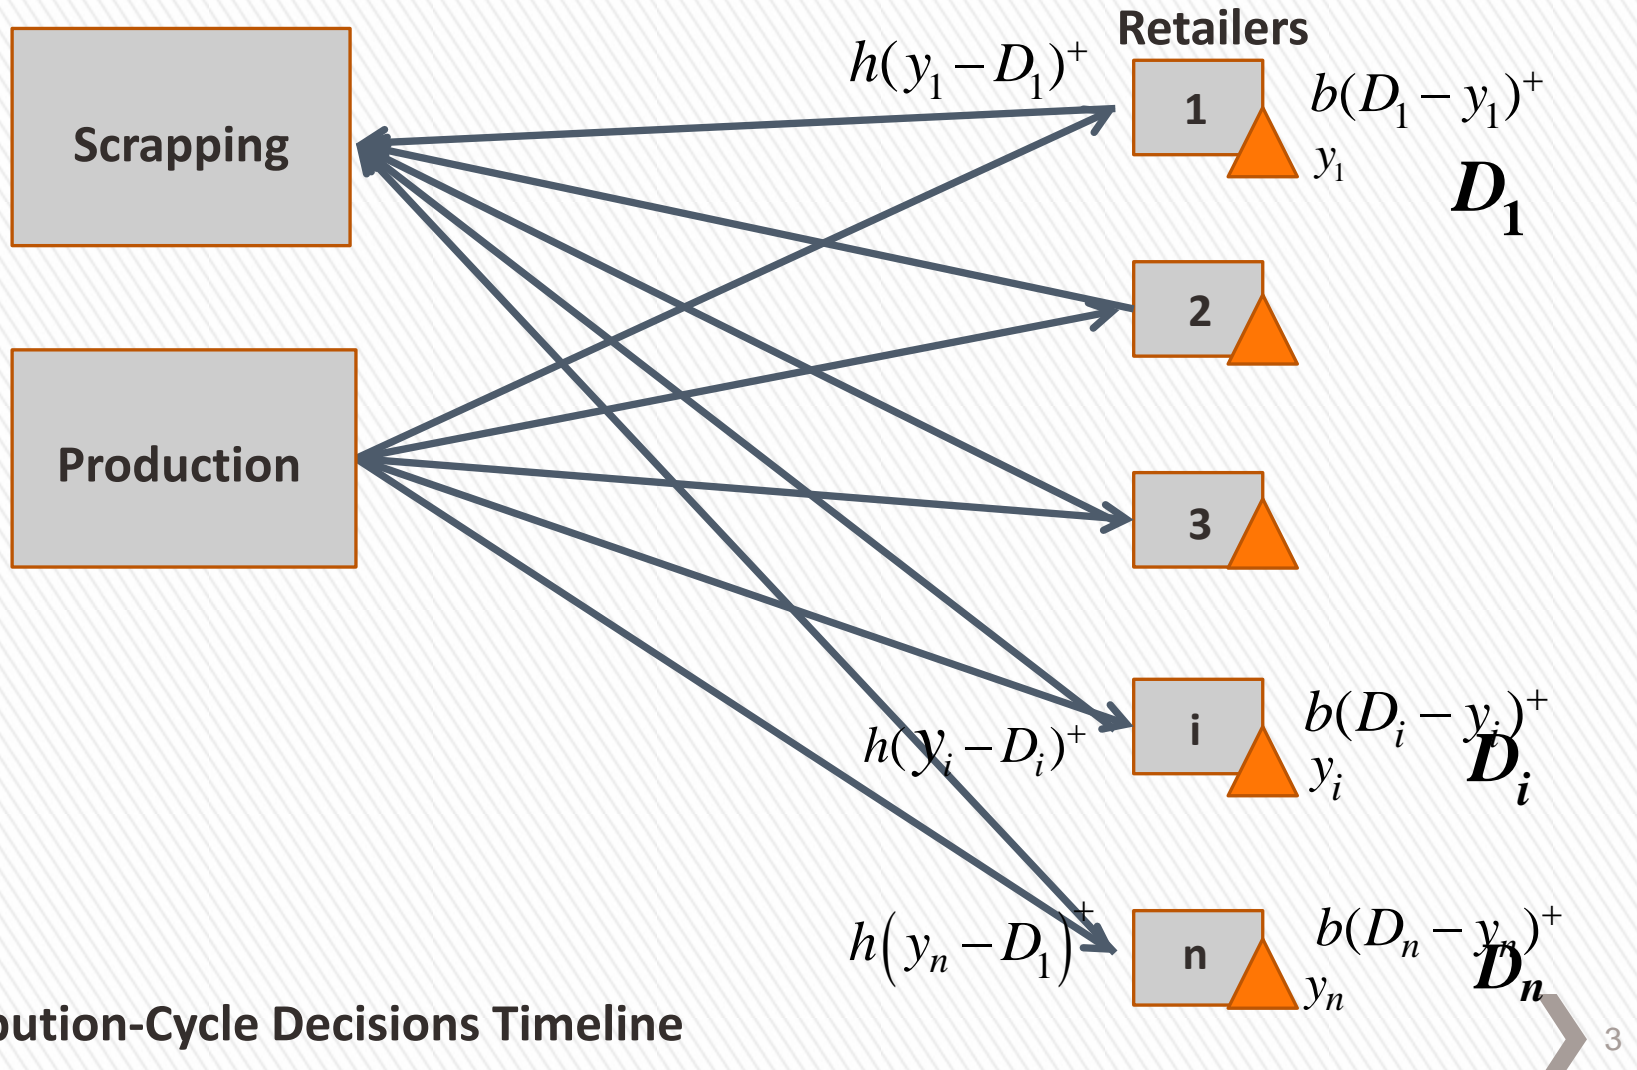 Retailers
h(y₁ − D₁)⁺
1
b(D₁ − y₁)⁺
y₁
D₁
Scrapping
2
Production
3
i
b(Dᵢ − yᵢ)⁺
h(yᵢ − Dᵢ)⁺
yᵢ
Dᵢ
n
b(Dₙ − yₙ)⁺
h(yₙ − D₁)⁺
yₙ
Dₙ
Cycle Decisions Timeline
3